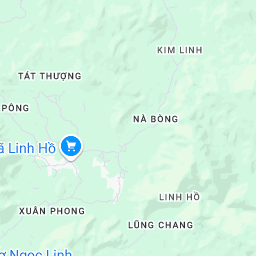 KIM LINH
TÁT THƯỢNG
PÔNG
NÀ BÒNG
ã Linh Hồ
LINH HỒ
XUÂN PHONG
LŨNG CHANG
Ngọc Linh